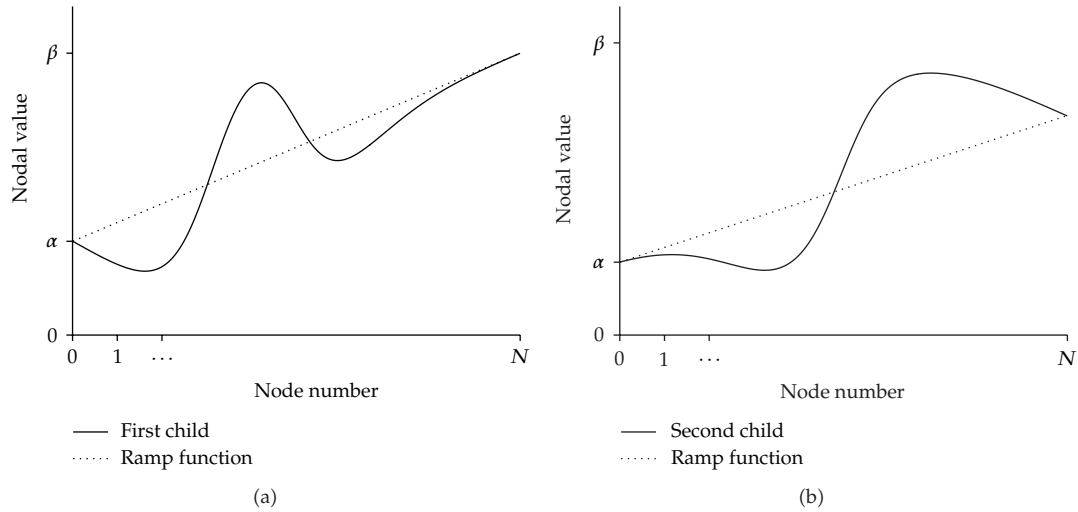 β
Nodal value
α
0
0 1 ··· N
Node number
First child
Ramp function
(a)
β
Nodal value
α
0
0 1 ··· N
Node number
Second child
Ramp function
(b)